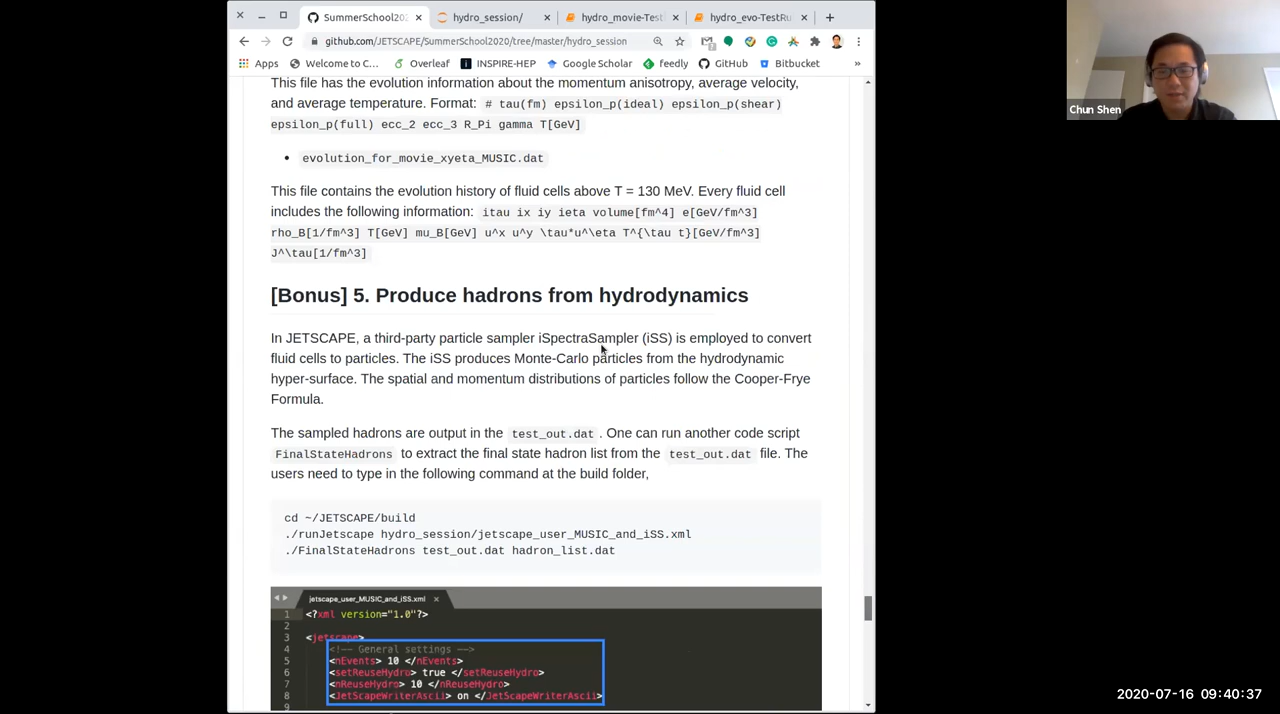 SummerSchool202
hydro_session/
hydro_movie-Test
hydro_evo-TestRu
github.com/JETSCAPE/SummerSchool2020/tree/master/hydro_session
Apps
Welcome to C...
Overleaf
INSPIRE-HEP
Google Scholar
feedly
GitHub
Bitbucket
»
This file has the evolution information about the momentum anisotropy, average velocity,
and average temperature. Format: # tau(fm) epsilon_p(ideal) epsilon_p(shear)
epsilon_p(full) ecc_2 ecc_3 R_Pi gamma T[GeV]
• evolution_for_movie_xyeta_MUSIC.dat
This file contains the evolution history of fluid cells above T = 130 MeV. Every fluid cell
includes the following information: itau ix iy ieta volume[fm^4] e[GeV/fm^3]
rho_B[1/fm^3] T[GeV] mu_B[GeV] u^x u^y \tau*u^\eta T^{\tau t}[GeV/fm^3]
J^\tau[1/fm^3]
[Bonus] 5. Produce hadrons from hydrodynamics
In JETSCAPE, a third-party particle sampler iSpectraSampler (iSS) is employed to convert
fluid cells to particles. The iSS produces Monte-Carlo particles from the hydrodynamic
hyper-surface. The spatial and momentum distributions of particles follow the Cooper-Frye
Formula.
The sampled hadrons are output in the test_out.dat . One can run another code script
FinalStateHadrons to extract the final state hadron list from the test_out.dat file. The
users need to type in the following command at the build folder,
cd ~/JETSCAPE/build
./runJetscape hydro_session/jetscape_user_MUSIC_and_iSS.xml
./FinalStateHadrons test_out.dat hadron_list.dat
jetscape_user_MUSIC_and_iSS.xml
1 <?xml version="1.0"?>
2
3 <jetscape>
4 <!-- General settings -->
5 <nEvents> 10 </nEvents>
6 <setReuseHydro> true </setReuseHydro>
7 <nReuseHydro> 10 </nReuseHydro>
8 <JetScapeWriterAscii> on </JetScapeWriterAscii>
9
Chun Shen
2020-07-16 09:40:37